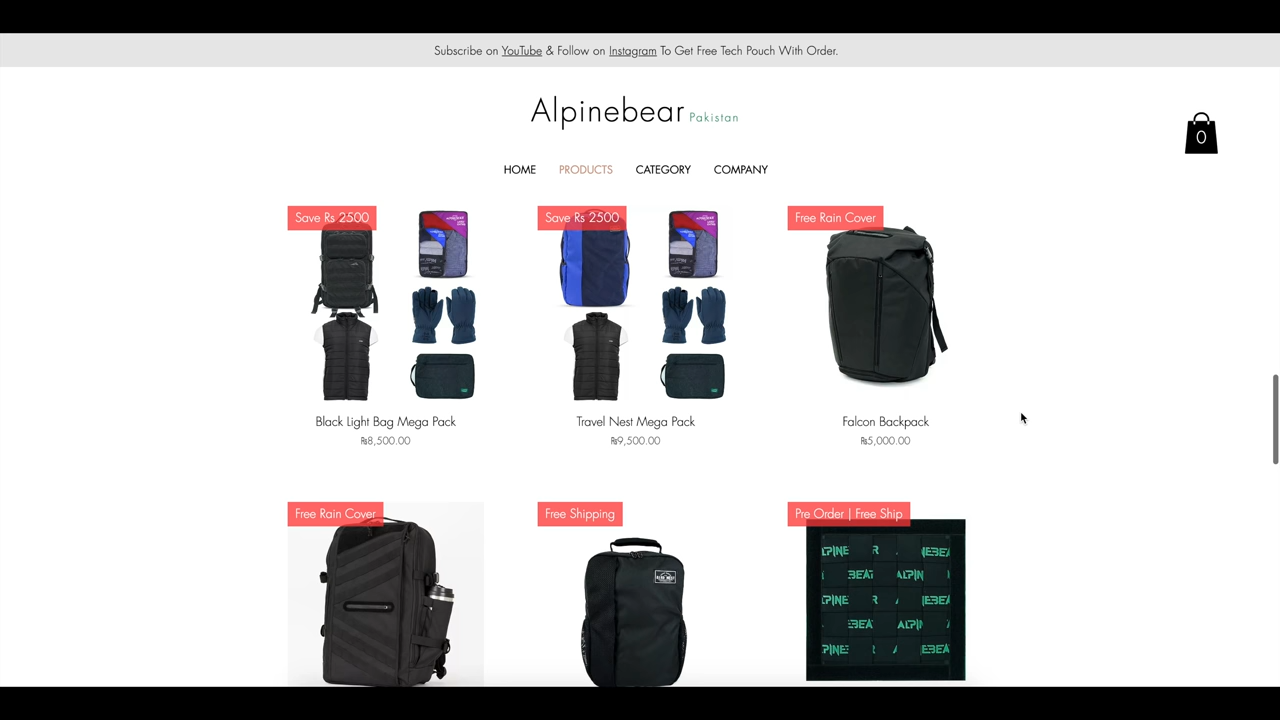 Subscribe on YouTube & Follow on Instagram To Get Free Tech Pouch With Order.
Alpinebear Pakistan
0
HOME PRODUCTS CATEGORY COMPANY
Save Rs 2500
Save Rs 2500
Free Rain Cover
Black Light Bag Mega Pack
₨8,500.00
Travel Nest Mega Pack
₨9,500.00
Falcon Backpack
₨5,000.00
Free Rain Cover
Free Shipping
Pre Order | Free Ship